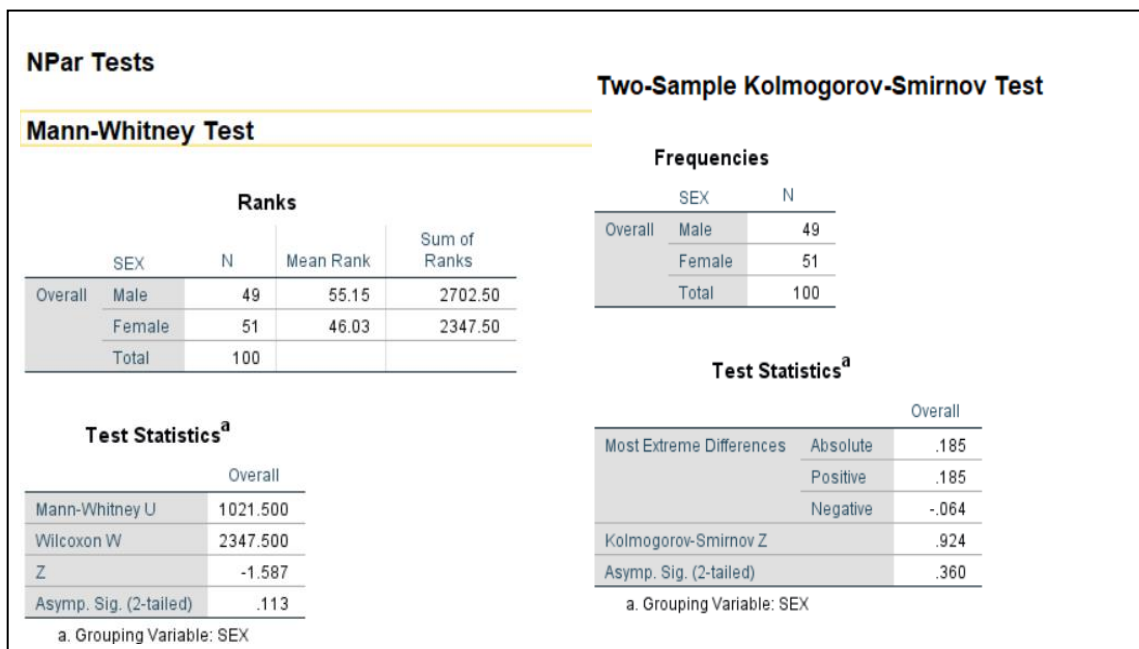 NPar Tests
Mann-Whitney Test
Ranks
SEX N Mean Rank Sum of Ranks
Overall Male 49 55.15 2702.50
Female 51 46.03 2347.50
Total 100
Test Statisticsa
Overall
Mann-Whitney U 1021.500
Wilcoxon W 2347.500
Z -1.587
Asymp. Sig. (2-tailed) .113
a. Grouping Variable: SEX
Two-Sample Kolmogorov-Smirnov Test
Frequencies
SEX N
Overall Male 49
Female 51
Total 100
Test Statisticsa
Overall
Most Extreme Differences Absolute .185
Positive .185
Negative -.064
Kolmogorov-Smirnov Z .924
Asymp. Sig. (2-tailed) .360
a. Grouping Variable: SEX